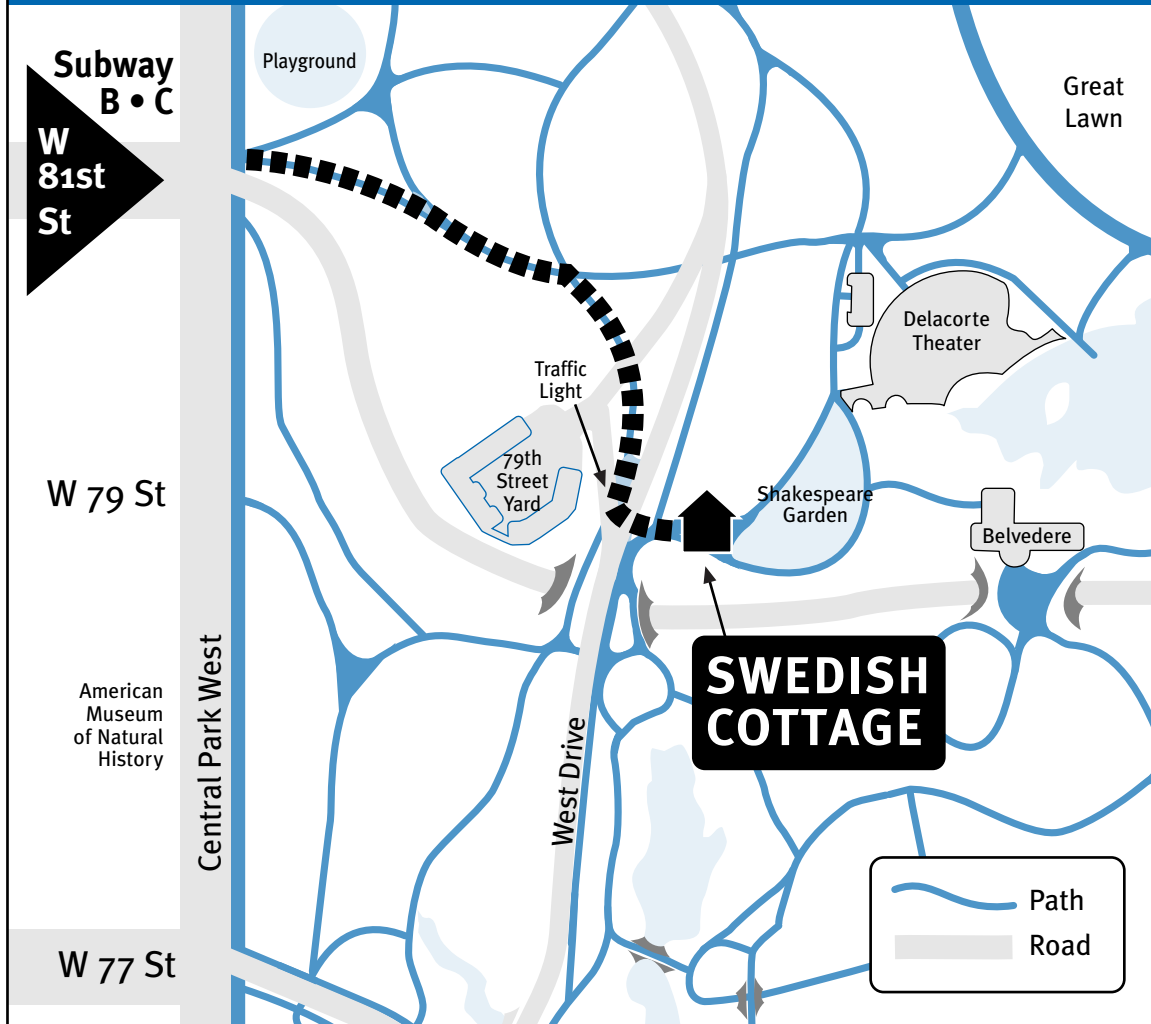 Subway
B • C
W
81st
St
Playground
Great
Lawn
Delacorte
Theater
Traffic
Light
79th
Street
Yard
W 79 St
Shakespeare
Garden
Belvedere
SWEDISH
COTTAGE
American
Museum
of Natural
History
Central Park West
West Drive
W 77 St
Path
Road